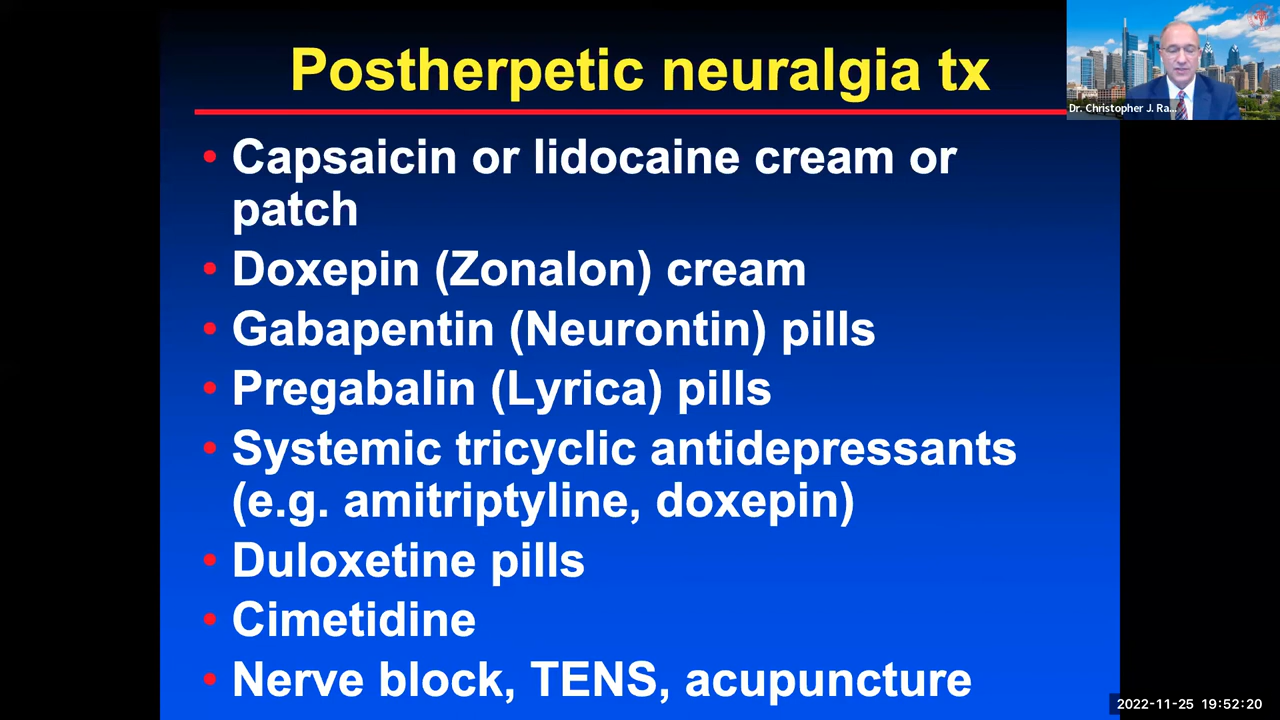 Postherpetic neuralgia tx
Dr. Christopher J. Ra...
• Capsaicin or lidocaine cream or
patch
• Doxepin (Zonalon) cream
• Gabapentin (Neurontin) pills
• Pregabalin (Lyrica) pills
• Systemic tricyclic antidepressants
(e.g. amitriptyline, doxepin)
• Duloxetine pills
• Cimetidine
• Nerve block, TENS, acupuncture
2022-11-25 19:52:20